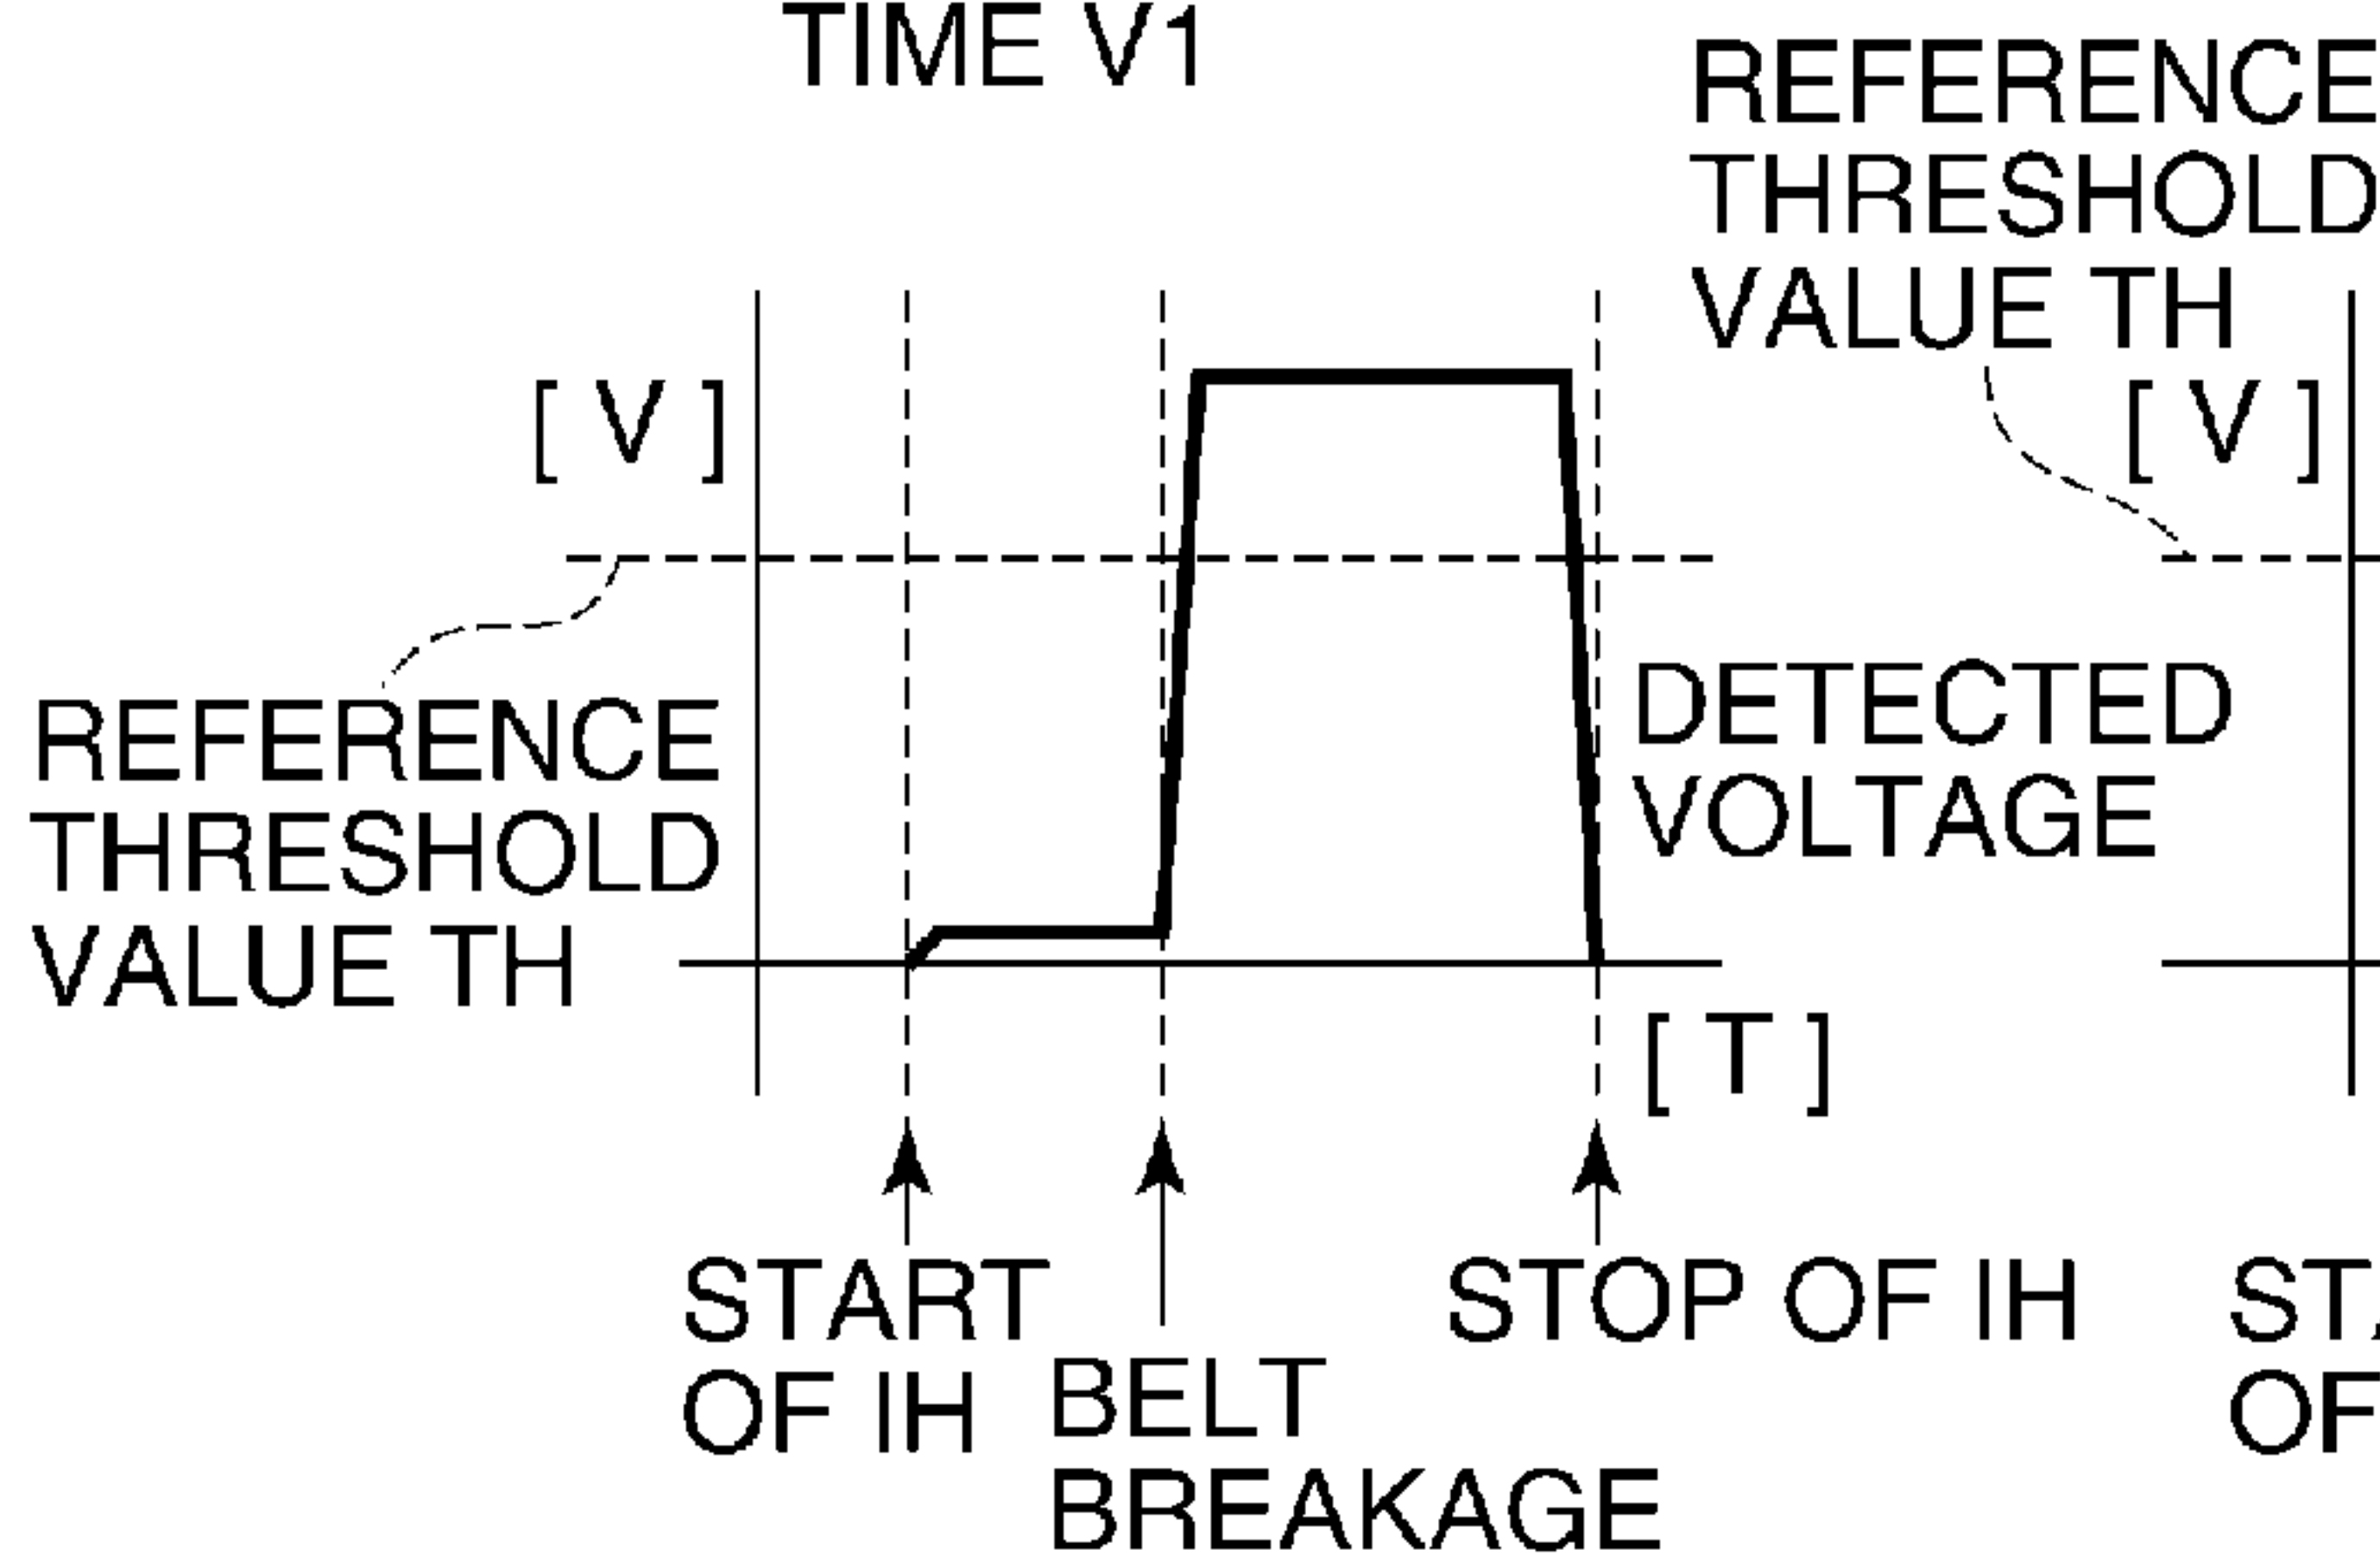 TIME V1
REFERENCE
THRESHOLD
VALUE TH
[ V ]
[ V ]
REFERENCE
THRESHOLD
VALUE TH
DETECTED
VOLTAGE
[ T ]
START
OF IH
BELT
BREAKAGE
STOP OF IH
OF